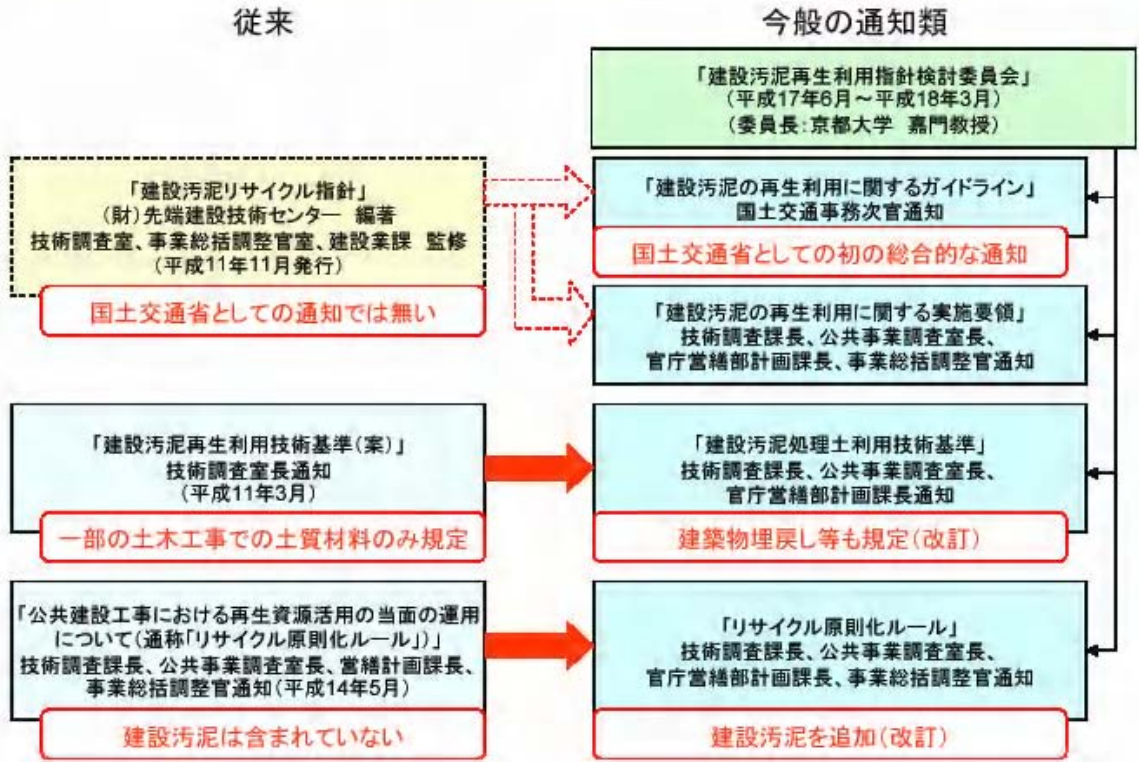 従来
今般の通知類
「建設汚泥再生利用指針検討委員会」
(平成17年6月～平成18年3月)
(委員長:京都大学 嘉門教授)
「建設汚泥リサイクル指針」
(財)先端建設技術センター 編著
技術調査室、事業総括調整官室、建設業課 監修
(平成11年11月発行)
国土交通省としての通知では無い
「建設汚泥の再生利用に関するガイドライン」
国土交通事務次官通知
国土交通省としての初の総合的な通知
「建設汚泥の再生利用に関する実施要領」
技術調査課長、公共事業調査室長、
官庁営繕部計画課長、事業総括調整官通知
「建設汚泥再生利用技術基準(案)」
技術調査室長通知
(平成11年3月)
一部の土木工事での土質材料のみ規定
「建設汚泥処理土利用技術基準」
技術調査課長、公共事業調査室長、
官庁営繕部計画課長通知
建築物埋戻し等も規定(改訂)
「公共建設工事における再生資源活用の当面の運用
について(通称「リサイクル原則化ルール」)」
技術調査課長、公共事業調査室長、営繕計画課長、
事業総括調整官通知(平成14年5月)
建設汚泥は含まれていない
「リサイクル原則化ルール」
技術調査課長、公共事業調査室長、
官庁営繕部計画課長、事業総括調整官通知
建設汚泥を追加(改訂)